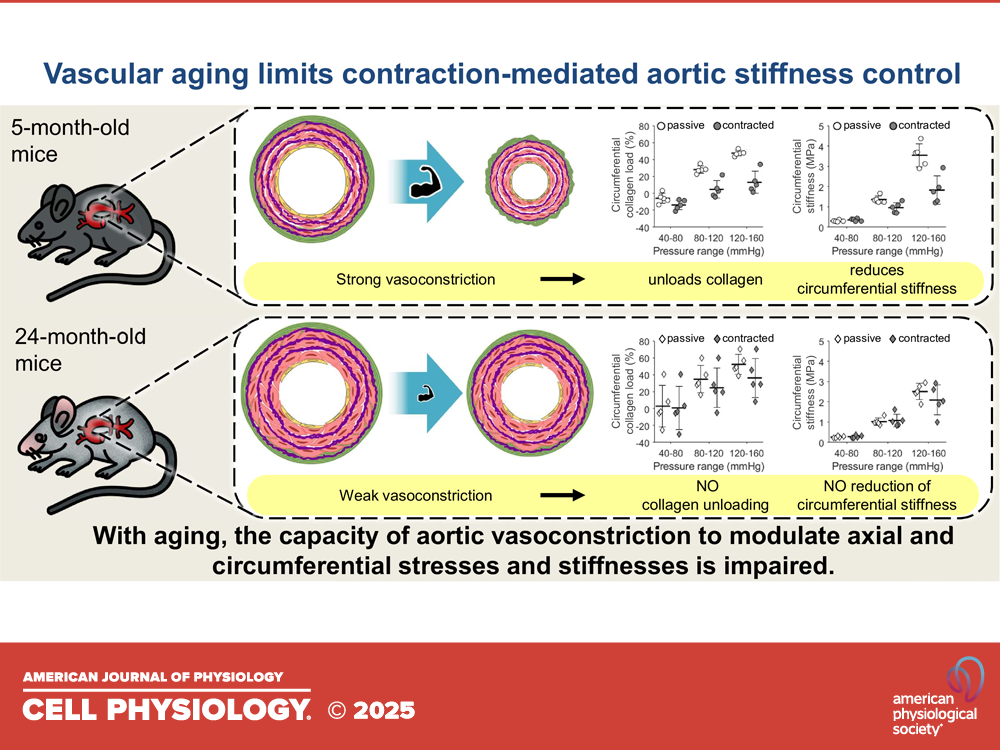 Vascular aging limits contraction-mediated aortic stiffness control
5-month-old
mice
Circumferential
collagen load (%)
passive contracted
80
60
40
20
0
-20
-40
40-80 80-120 120-160
Pressure range (mmHg)
Circumferential
stiffness (MPa)
passive contracted
5
4
3
2
1
0
40-80 80-120 120-160
Pressure range (mmHg)
Strong vasoconstriction
unloads collagen
reduces
circumferential stiffness
24-month-old
mice
Circumferential
collagen load (%)
passive contracted
80
60
40
20
0
-20
-40
40-80 80-120 120-160
Pressure range (mmHg)
Circumferential
stiffness (MPa)
passive contracted
5
4
3
2
1
0
40-80 80-120 120-160
Pressure range (mmHg)
Weak vasoconstriction
NO
collagen unloading
NO reduction of
circumferential stiffness
With aging, the capacity of aortic vasoconstriction to modulate axial and
circumferential stresses and stiffnesses is impaired.
AMERICAN JOURNAL OF PHYSIOLOGY
CELL PHYSIOLOGY. © 2025
american
physiological
society